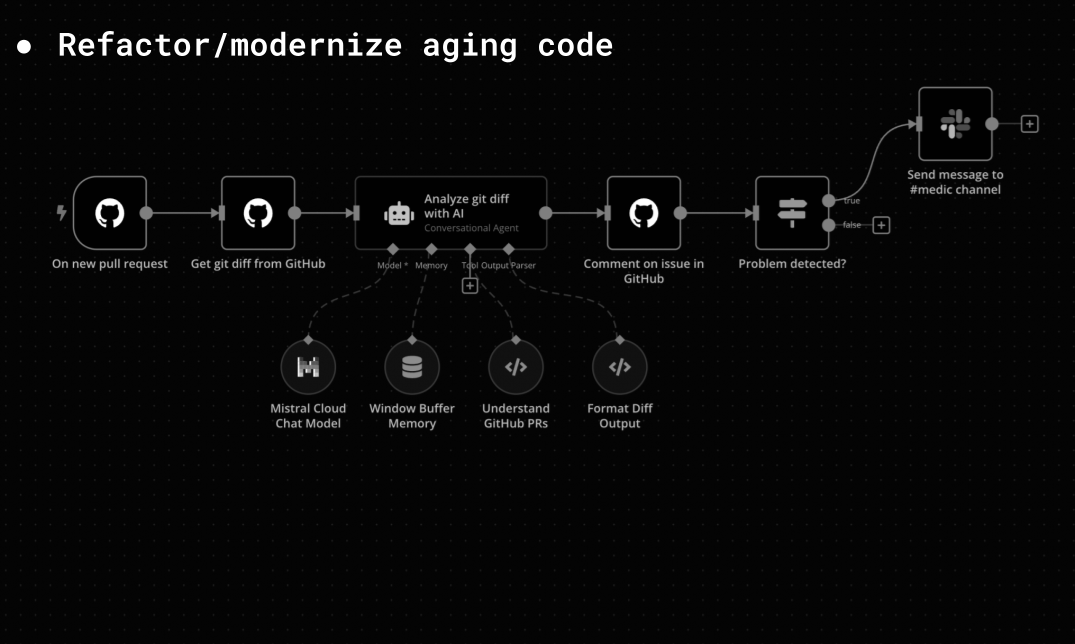 ● Refactor/modernize aging code
Send message to
#medic channel
Analyze git diff
with AI
Conversational Agent
true
false
On new pull request
Get git diff from GitHub
Model *
Memory
Tool
Output Parser
Comment on issue in
GitHub
Problem detected?
Mistral Cloud
Chat Model
Window Buffer
Memory
Understand
GitHub PRs
Format Diff
Output